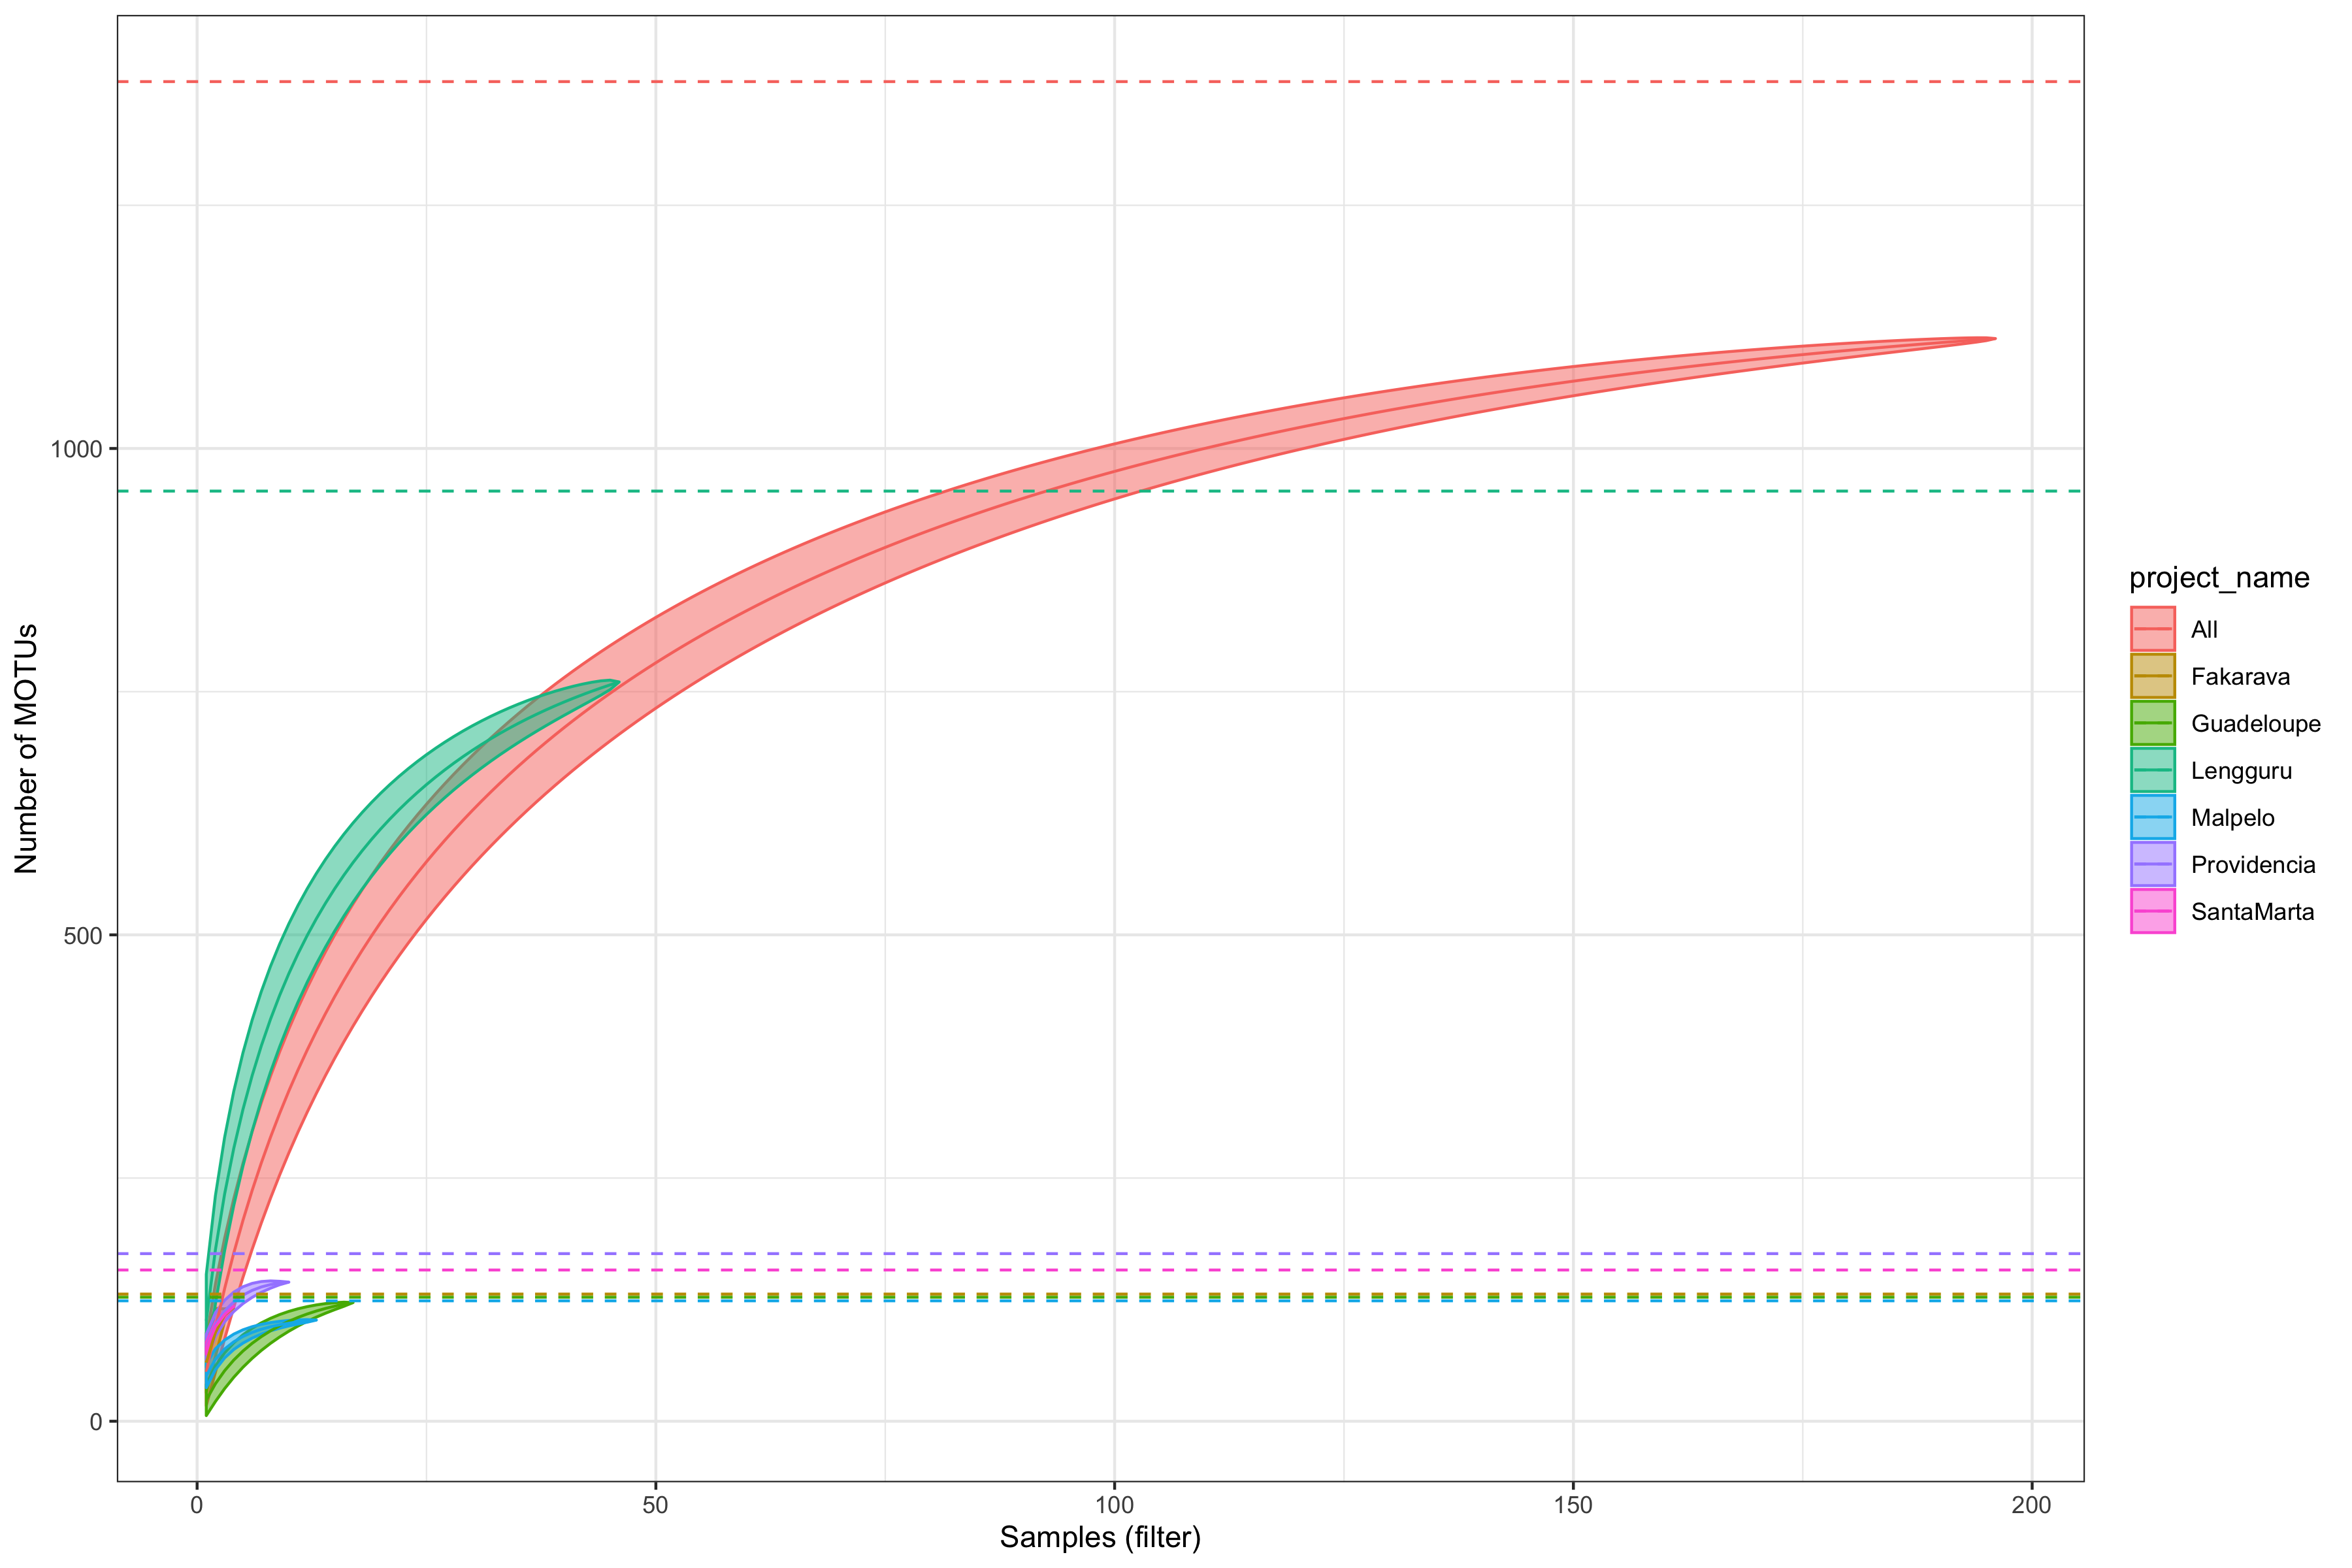 Number of MOTUs
1000
500
0
0
50
100
150
200
Samples (filter)
project_name
All
Fakarava
Guadeloupe
Lengguru
Malpelo
Providencia
SantaMarta